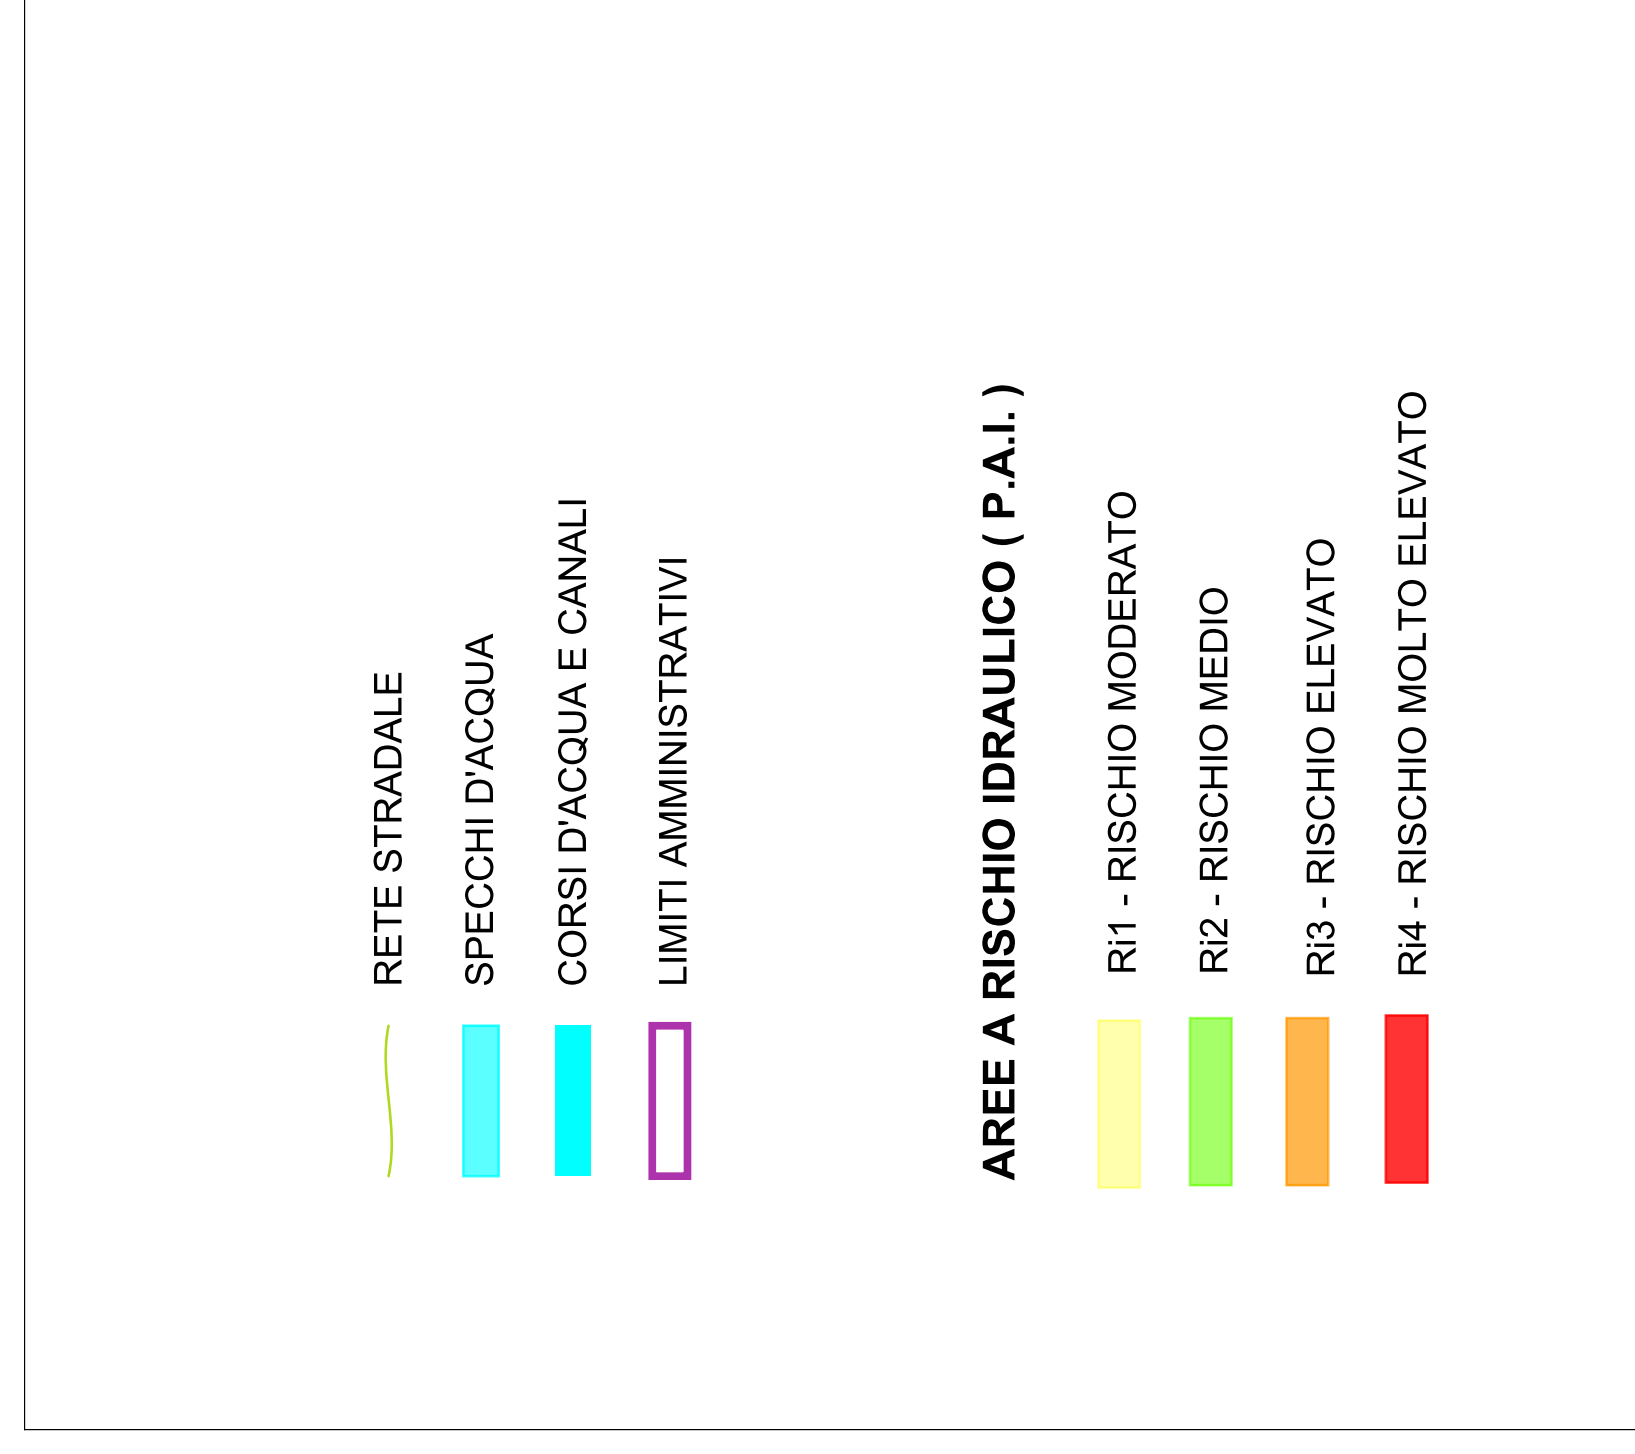 RETE STRADALE
SPECCHI D'ACQUA
CORSI D'ACQUA E CANALI
LIMITI AMMINISTRATIVI
AREE A RISCHIO IDRAULICO ( P.A.I. )
Ri1 - RISCHIO MODERATO
Ri2 - RISCHIO MEDIO
Ri3 - RISCHIO ELEVATO
Ri4 - RISCHIO MOLTO ELEVATO